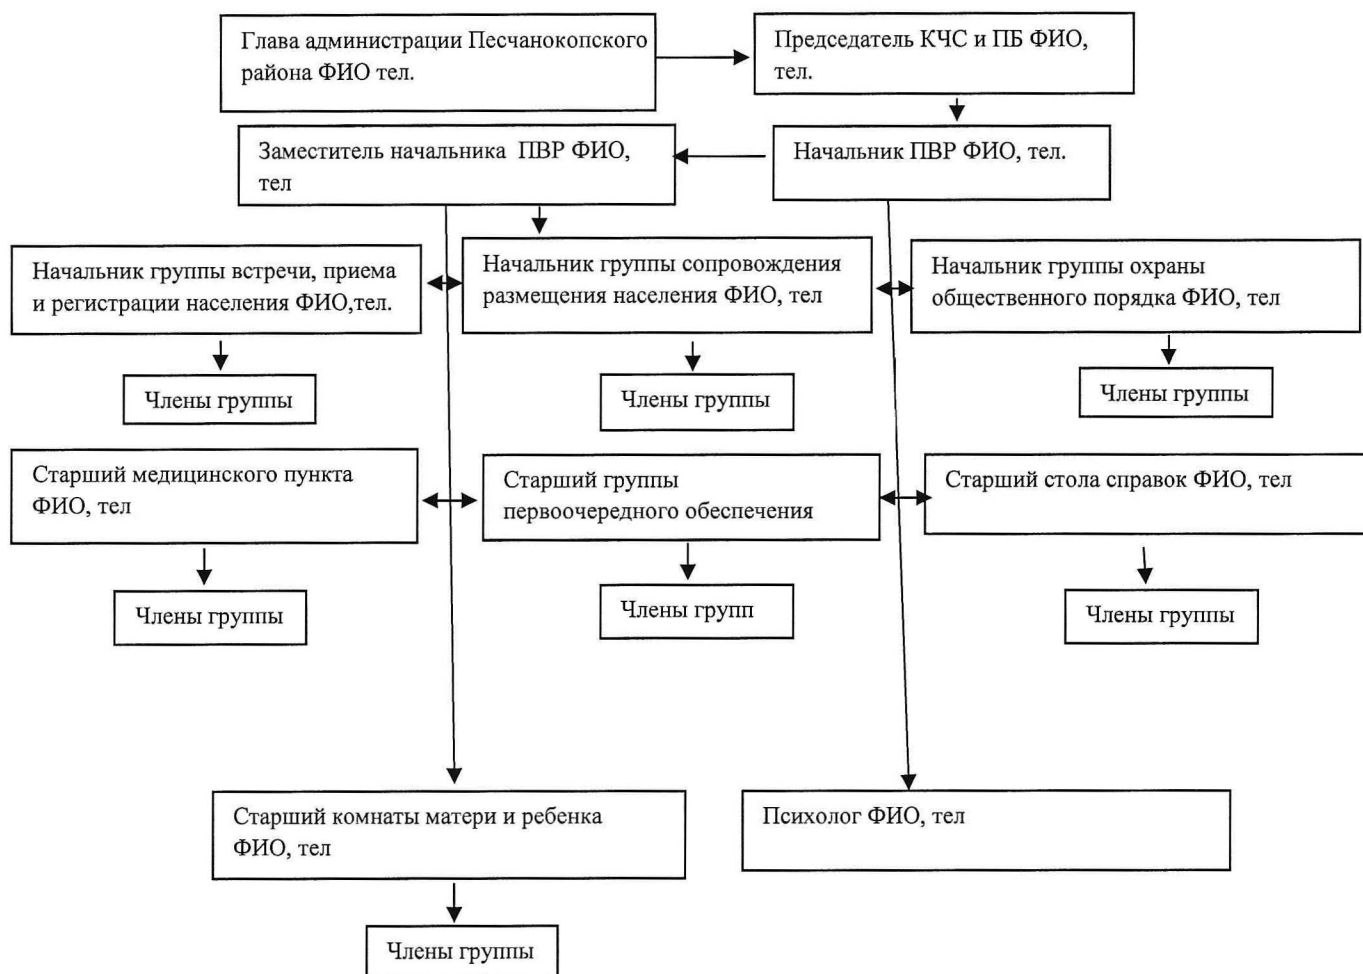 Глава администрации Песчанокопского
района ФИО тел.
Председатель КЧС и ПБ ФИО,
тел.
Заместитель начальника ПВР ФИО,
тел
Начальник ПВР ФИО, тел.
Начальник группы встречи, приема
и регистрации населения ФИО,тел.
Начальник группы сопровождения
размещения населения ФИО, тел
Начальник группы охраны
общественного порядка ФИО, тел
Члены группы
Члены группы
Члены группы
Старший медицинского пункта
ФИО, тел
Старший группы
первоочередного обеспечения
Старший стола справок ФИО, тел
Члены группы
Члены групп
Члены группы
Старший комнаты матери и ребенка
ФИО, тел
Психолог ФИО, тел
Члены группы